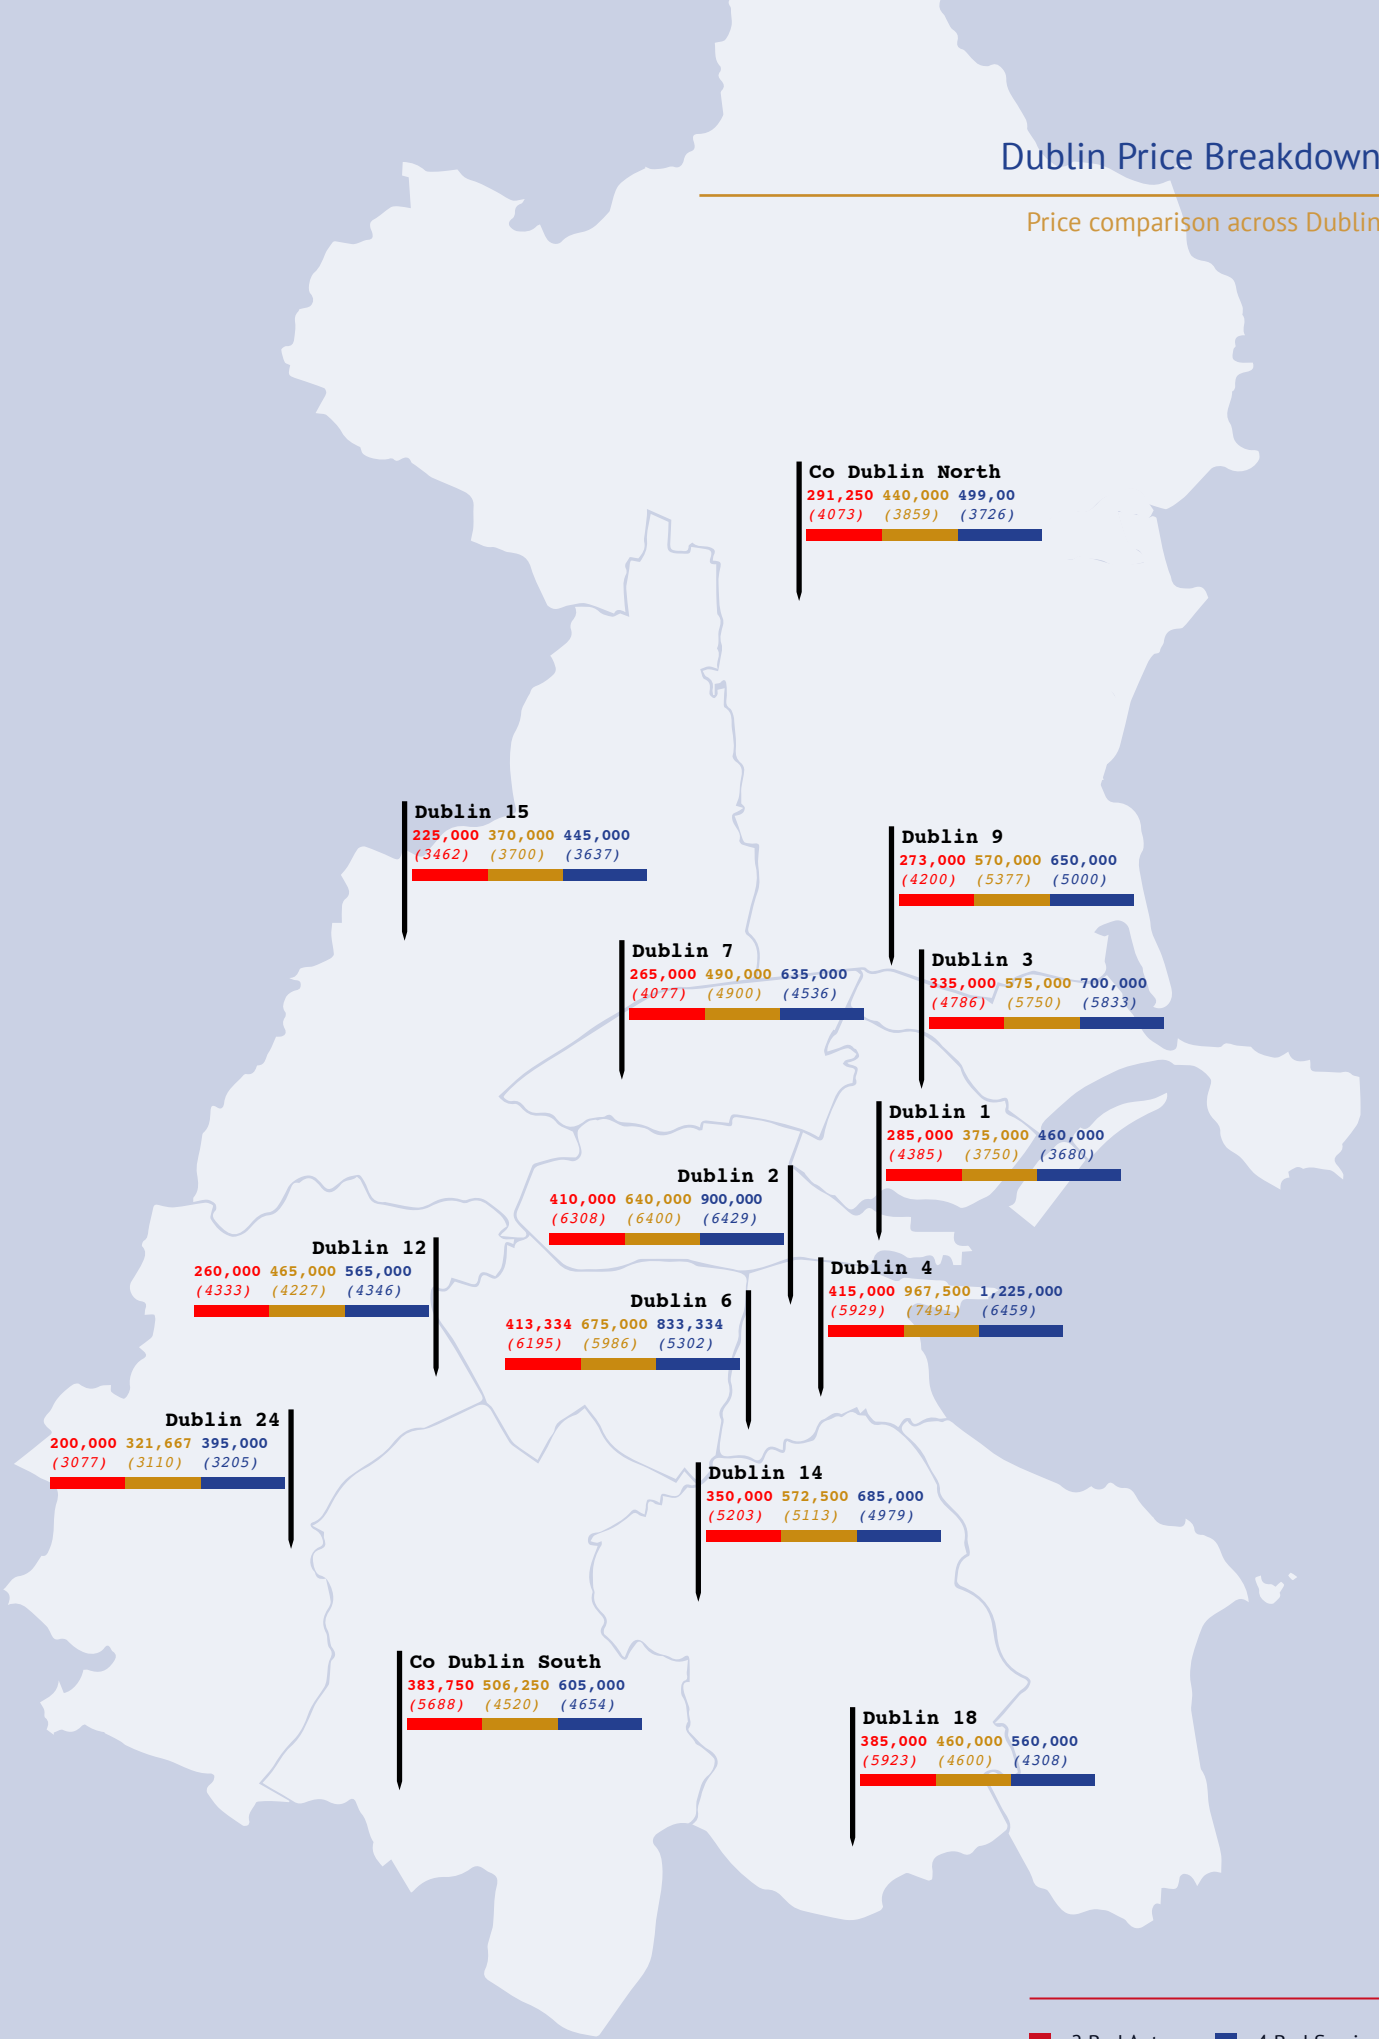 Dublin Price Breakdown
Price comparison across Dublin
Co Dublin North
291,250 440,000 499,00
(4073) (3859) (3726)
Dublin 15
225,000 370,000 445,000
(3462) (3700) (3637)
Dublin 9
273,000 570,000 650,000
(4200) (5377) (5000)
Dublin 7
265,000 490,000 635,000
(4077) (4900) (4536)
Dublin 3
335,000 575,000 700,000
(4786) (5750) (5833)
Dublin 1
285,000 375,000 460,000
(4385) (3750) (3680)
Dublin 2
410,000 640,000 900,000
(6308) (6400) (6429)
Dublin 12
260,000 465,000 565,000
(4333) (4227) (4346)
Dublin 4
415,000 967,500 1,225,000
(5929) (7491) (6459)
Dublin 6
413,334 675,000 833,334
(6195) (5986) (5302)
Dublin 24
200,000 321,667 395,000
(3077) (3110) (3205)
Dublin 14
350,000 572,500 685,000
(5203) (5113) (4979)
Co Dublin South
383,750 506,250 605,000
(5688) (4520) (4654)
Dublin 18
385,000 460,000 560,000
(5923) (4600) (4308)